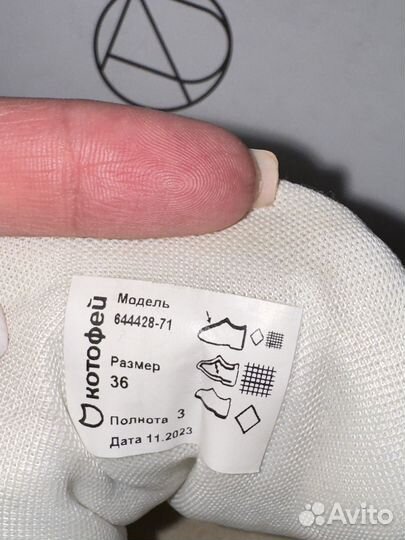 котофей
Модель
644428-71
Размер
36
Полнота 3
Дата 11.2023
Avito